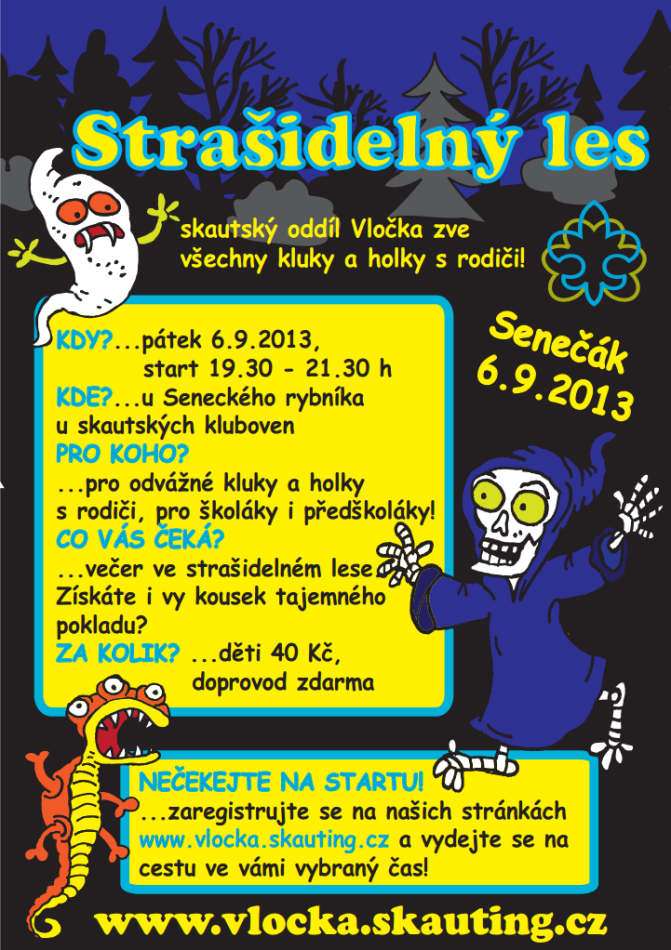 Strašidelný les
skautský oddíl Vločka zve
všechny kluky a holky s rodiči!
Senečák
6.9.2013
KDY?...pátek 6.9.2013,
start 19.30 - 21.30 h
KDE?...u Seneckého rybníka
u skautských kluboven
PRO KOHO?
...pro odvážné kluky a holky
s rodiči, pro školáky i předškoláky!
CO VÁS ČEKÁ?
...večer ve strašidelném lese.
Získáte i vy kousek tajemného
pokladu?
ZA KOLIK? ...děti 40 Kč,
doprovod zdarma
NEČEKEJTE NA STARTU!
...zaregistrujte se na našich stránkách
www.vlocka.skauting.cz a vydejte se na
cestu ve vámi vybraný čas!
www.vlocka.skauting.cz